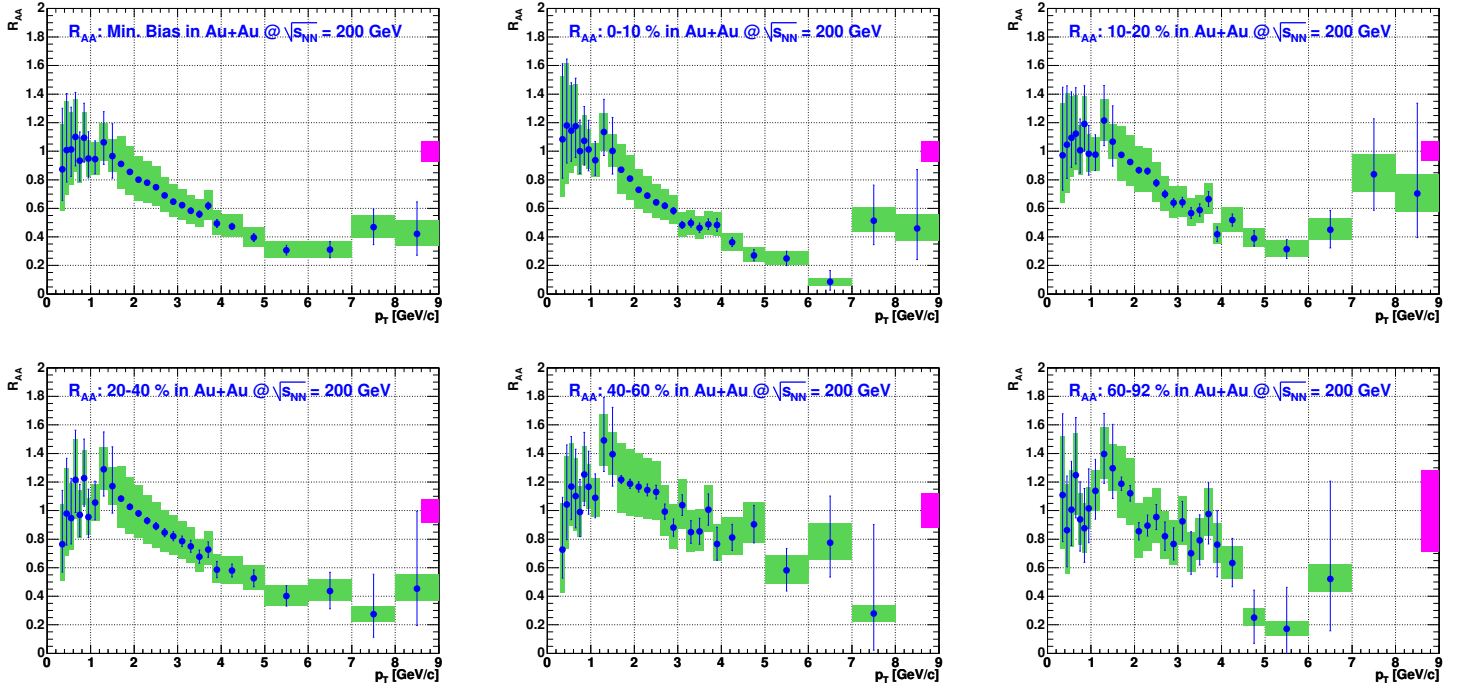 R_AA: Min. Bias in Au+Au @ √s_NN = 200 GeV
R_AA
2
1.8
1.6
1.4
1.2
1
0.8
0.6
0.4
0.2
0
0 1 2 3 4 5 6 7 8 9
p_T [GeV/c]
R_AA: 0-10 % in Au+Au @ √s_NN = 200 GeV
R_AA
2
1.8
1.6
1.4
1.2
1
0.8
0.6
0.4
0.2
0
0 1 2 3 4 5 6 7 8 9
p_T [GeV/c]
R_AA: 10-20 % in Au+Au @ √s_NN = 200 GeV
R_AA
2
1.8
1.6
1.4
1.2
1
0.8
0.6
0.4
0.2
0
0 1 2 3 4 5 6 7 8 9
p_T [GeV/c]
R_AA: 20-40 % in Au+Au @ √s_NN = 200 GeV
R_AA
2
1.8
1.6
1.4
1.2
1
0.8
0.6
0.4
0.2
0
0 1 2 3 4 5 6 7 8 9
p_T [GeV/c]
R_AA: 40-60 % in Au+Au @ √s_NN = 200 GeV
R_AA
2
1.8
1.6
1.4
1.2
1
0.8
0.6
0.4
0.2
0
0 1 2 3 4 5 6 7 8 9
p_T [GeV/c]
R_AA: 60-92 % in Au+Au @ √s_NN = 200 GeV
R_AA
2
1.8
1.6
1.4
1.2
1
0.8
0.6
0.4
0.2
0
0 1 2 3 4 5 6 7 8 9
p_T [GeV/c]